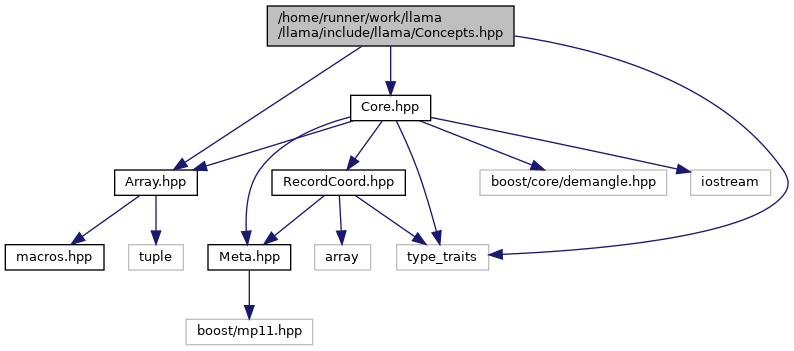 /home/runner/work/llama
/llama/include/llama/Concepts.hpp
Core.hpp
Array.hpp
RecordCoord.hpp
boost/core/demangle.hpp
iostream
macros.hpp
tuple
Meta.hpp
array
type_traits
boost/mp11.hpp